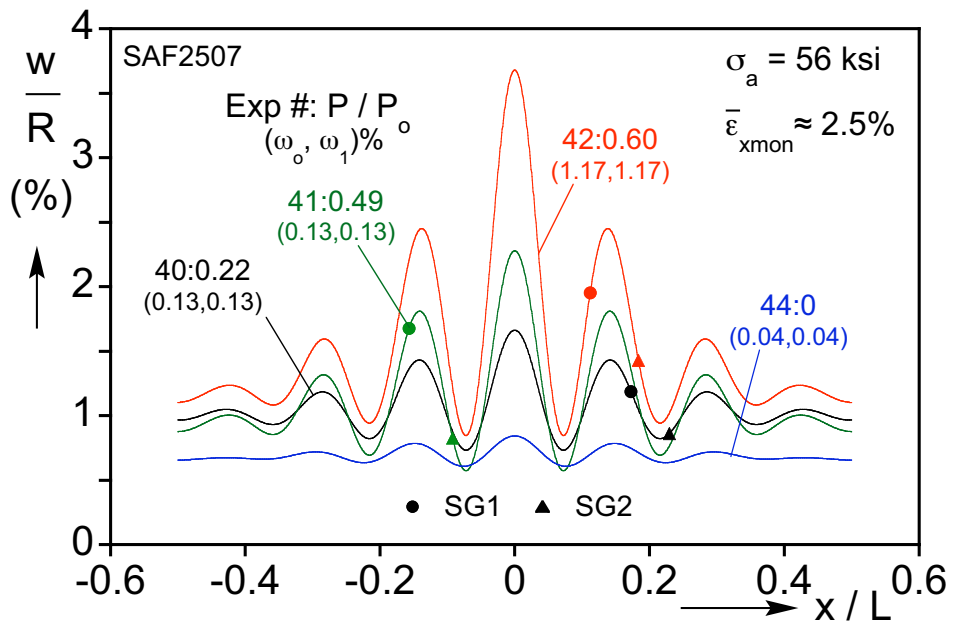 4
3
2
1
0
w
R
(%)
SAF2507
σa = 56 ksi
ε̅xmon ≈ 2.5%
Exp #: P / Po
(ωo, ω1)%
42:0.60
(1.17,1.17)
41:0.49
(0.13,0.13)
40:0.22
(0.13,0.13)
44:0
(0.04,0.04)
SG1
SG2
-0.6
-0.4
-0.2
0
0.2
0.4
0.6
x / L